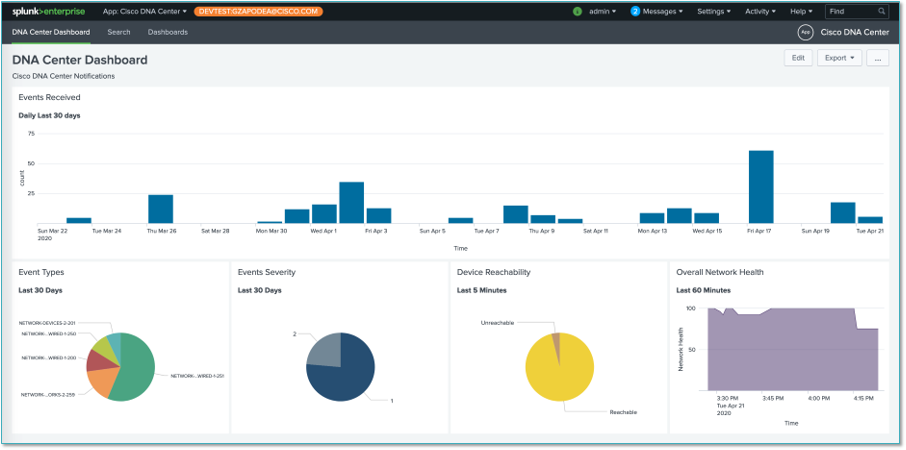 splunk>enterprise App: Cisco DNA Center DEVTEST:GZAPODEA@CISCO.COM i admin 2 Messages Settings Activity Help Find
DNA Center Dashboard Search Dashboards App Cisco DNA Center
DNA Center Dashboard Edit Export ...
Cisco DNA Center Notifications
Events Received
Daily Last 30 days
75
50
25
count
Sun Mar 22 Tue Mar 24 Thu Mar 26 Sat Mar 28 Mon Mar 30 Wed Apr 1 Fri Apr 3 Sun Apr 5 Tue Apr 7 Thu Apr 9 Sat Apr 11 Mon Apr 13 Wed Apr 15 Fri Apr 17 Sun Apr 19 Tue Apr 21
2020
Time
Event Types
Last 30 Days
NETWORK-DEVICES-2-201
NETWORK...WIRED-1-250
NETWORK...WIRED-1-200
NETWORK...WIRED-1-251
NETWORK...ORKS-2-259
Events Severity
Last 30 Days
2
1
Device Reachability
Last 5 Minutes
Unreachable
Reachable
Overall Network Health
Last 60 Minutes
100
50
Network Health
3:30 PM 3:45 PM 4:00 PM 4:15 PM
Tue Apr 21
2020
Time